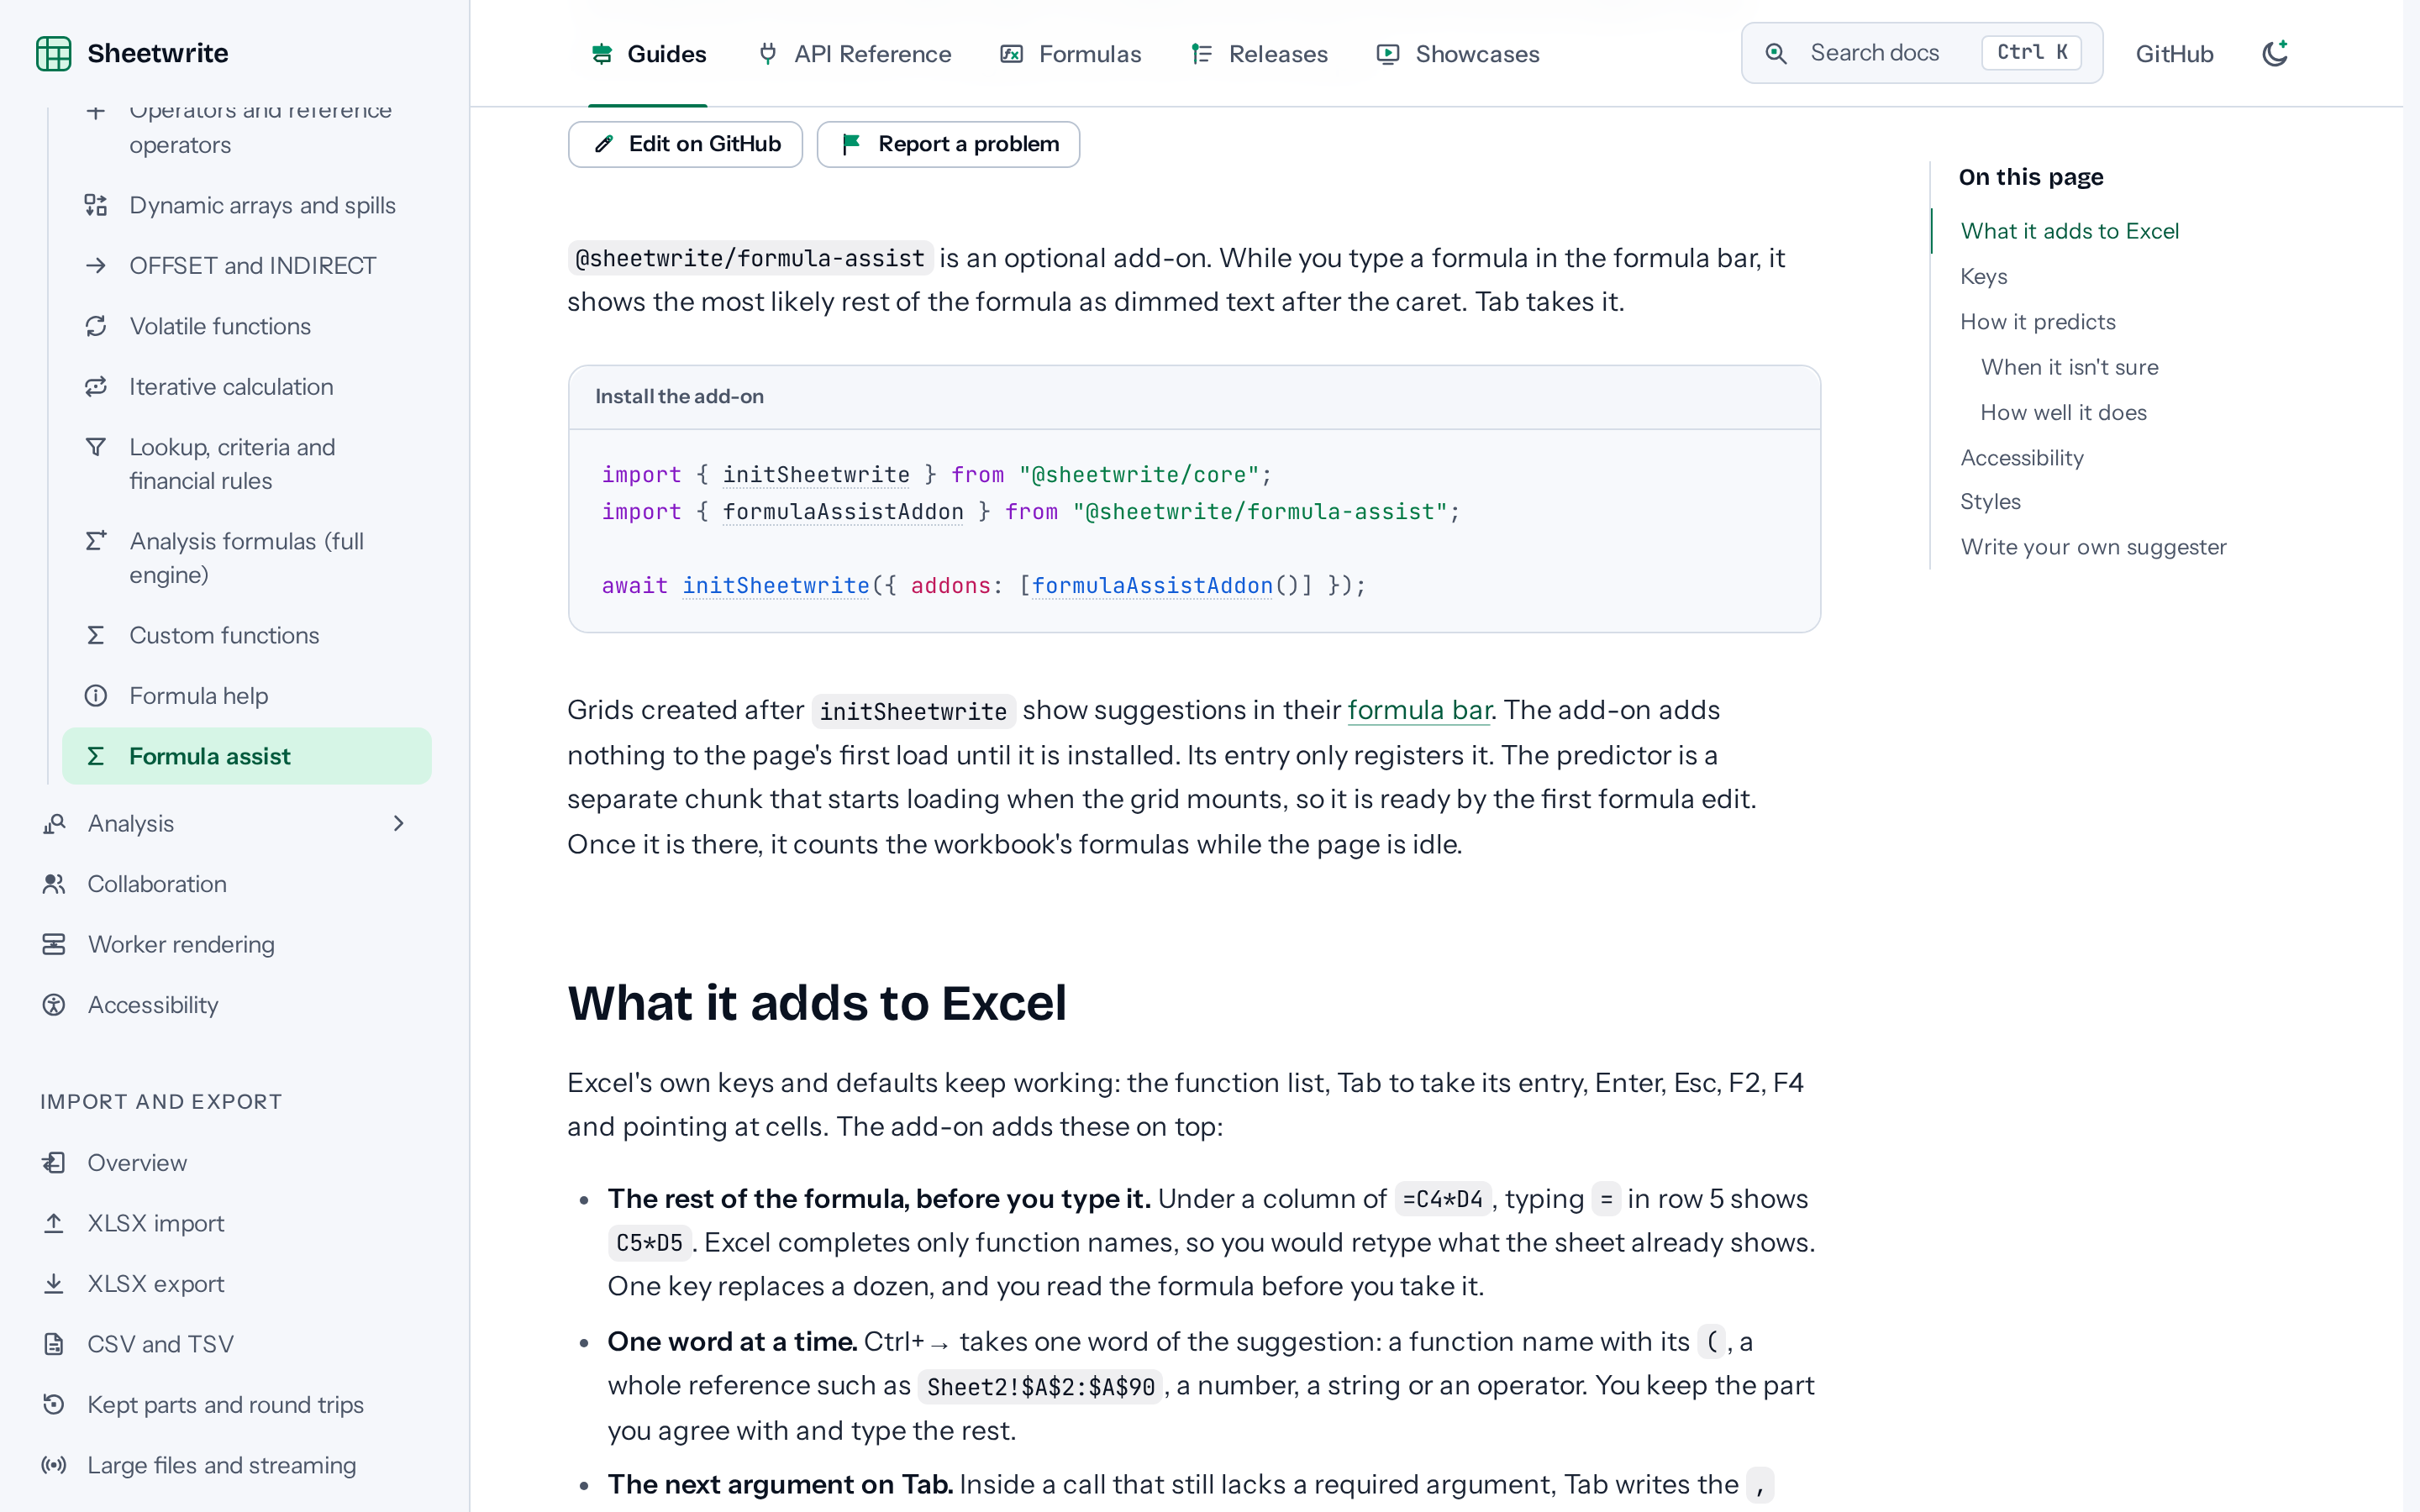 Sheetwrite
Guides
API Reference
Formulas
Releases
Showcases
Search docs
Ctrl K
GitHub
Operators and reference
operators
Dynamic arrays and spills
OFFSET and INDIRECT
Volatile functions
Iterative calculation
Lookup, criteria and
financial rules
Analysis formulas (full
engine)
Custom functions
Formula help
Formula assist
Analysis
Collaboration
Worker rendering
Accessibility
IMPORT AND EXPORT
Overview
XLSX import
XLSX export
CSV and TSV
Kept parts and round trips
Large files and streaming
Edit on GitHub
Report a problem
@sheetwrite/formula-assist is an optional add-on. While you type a formula in the formula bar, it
shows the most likely rest of the formula as dimmed text after the caret. Tab takes it.
Install the add-on
import { initSheetwrite } from "@sheetwrite/core";
import { formulaAssistAddon } from "@sheetwrite/formula-assist";
await initSheetwrite({ addons: [formulaAssistAddon()] });
Grids created after initSheetwrite show suggestions in their formula bar. The add-on adds
nothing to the page's first load until it is installed. Its entry only registers it. The predictor is a
separate chunk that starts loading when the grid mounts, so it is ready by the first formula edit.
Once it is there, it counts the workbook's formulas while the page is idle.
What it adds to Excel
Excel's own keys and defaults keep working: the function list, Tab to take its entry, Enter, Esc, F2, F4
and pointing at cells. The add-on adds these on top:
• The rest of the formula, before you type it. Under a column of =C4*D4, typing = in row 5 shows
C5*D5. Excel completes only function names, so you would retype what the sheet already shows.
One key replaces a dozen, and you read the formula before you take it.
• One word at a time. Ctrl+→ takes one word of the suggestion: a function name with its (, a
whole reference such as Sheet2!$A$2:$A$90, a number, a string or an operator. You keep the part
you agree with and type the rest.
• The next argument on Tab. Inside a call that still lacks a required argument, Tab writes the ,
On this page
What it adds to Excel
Keys
How it predicts
When it isn't sure
How well it does
Accessibility
Styles
Write your own suggester